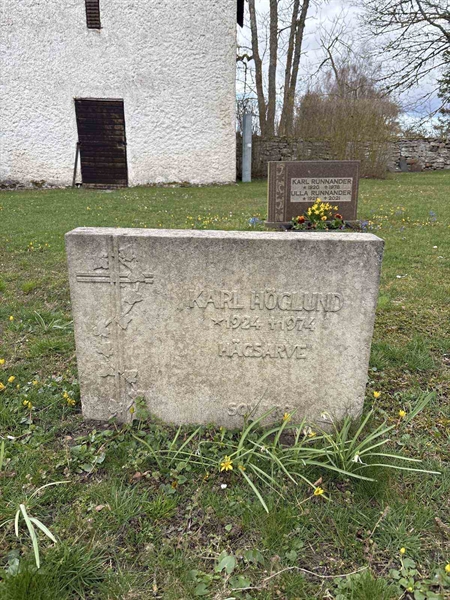 KARL RUNNANDER
ULLA RUNNANDER
KARL HÖGLUND
*1924 †1974
HÄGSARVE